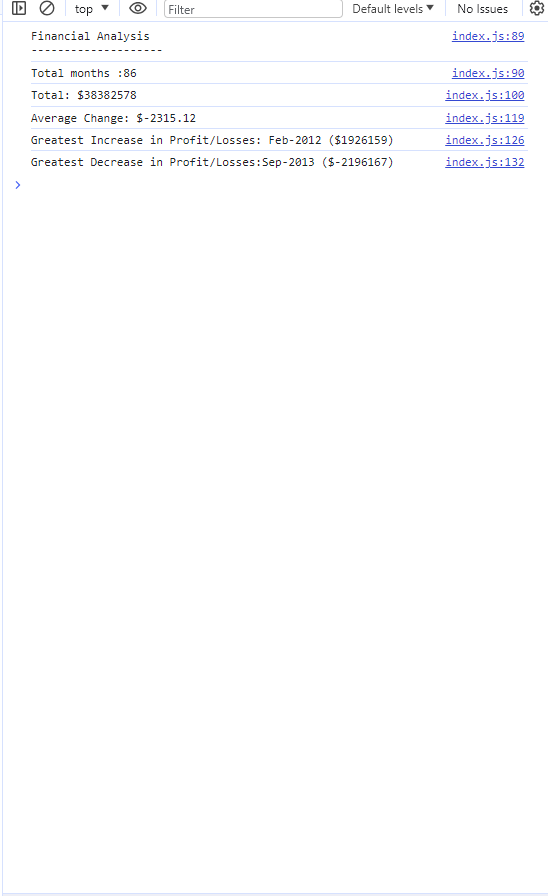 top
Filter
Default levels
No Issues
Financial Analysis index.js:89
--------------------
Total months :86 index.js:90
Total: $38382578 index.js:100
Average Change: $-2315.12 index.js:119
Greatest Increase in Profit/Losses: Feb-2012 ($1926159) index.js:126
Greatest Decrease in Profit/Losses:Sep-2013 ($-2196167) index.js:132